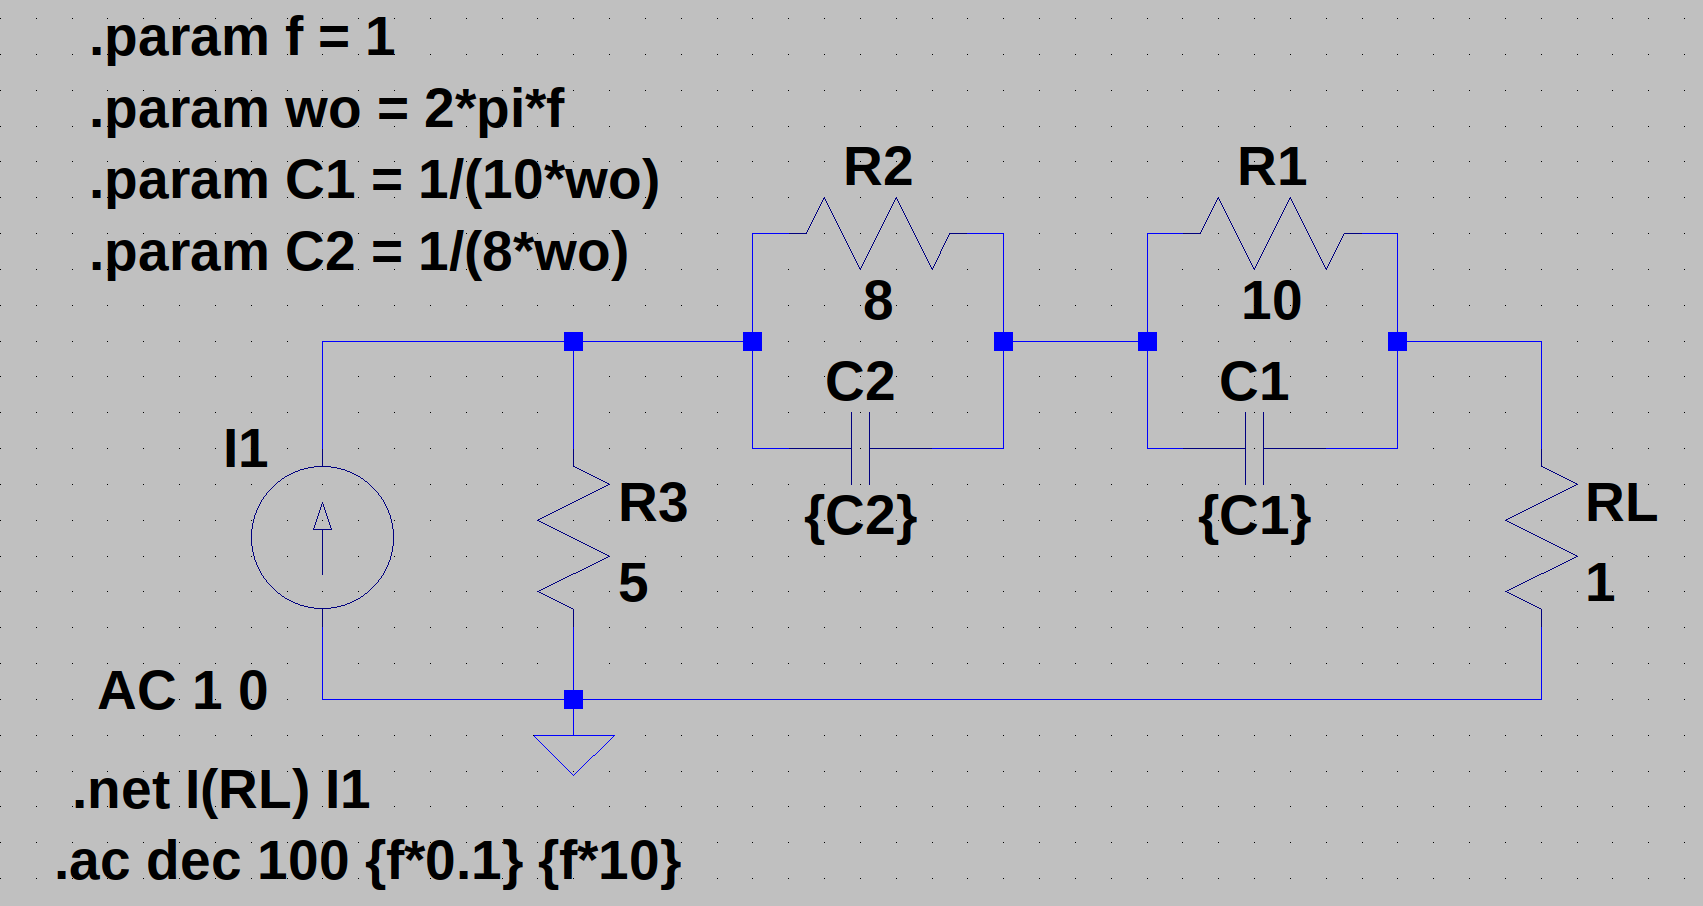 .param f = 1
.param wo = 2*pi*f
.param C1 = 1/(10*wo)
.param C2 = 1/(8*wo)
R2
R1
8
10
C2
C1
I1
R3
{C2}
{C1}
RL
5
1
AC 1 0
.net I(RL) I1
.ac dec 100 {f*0.1} {f*10}